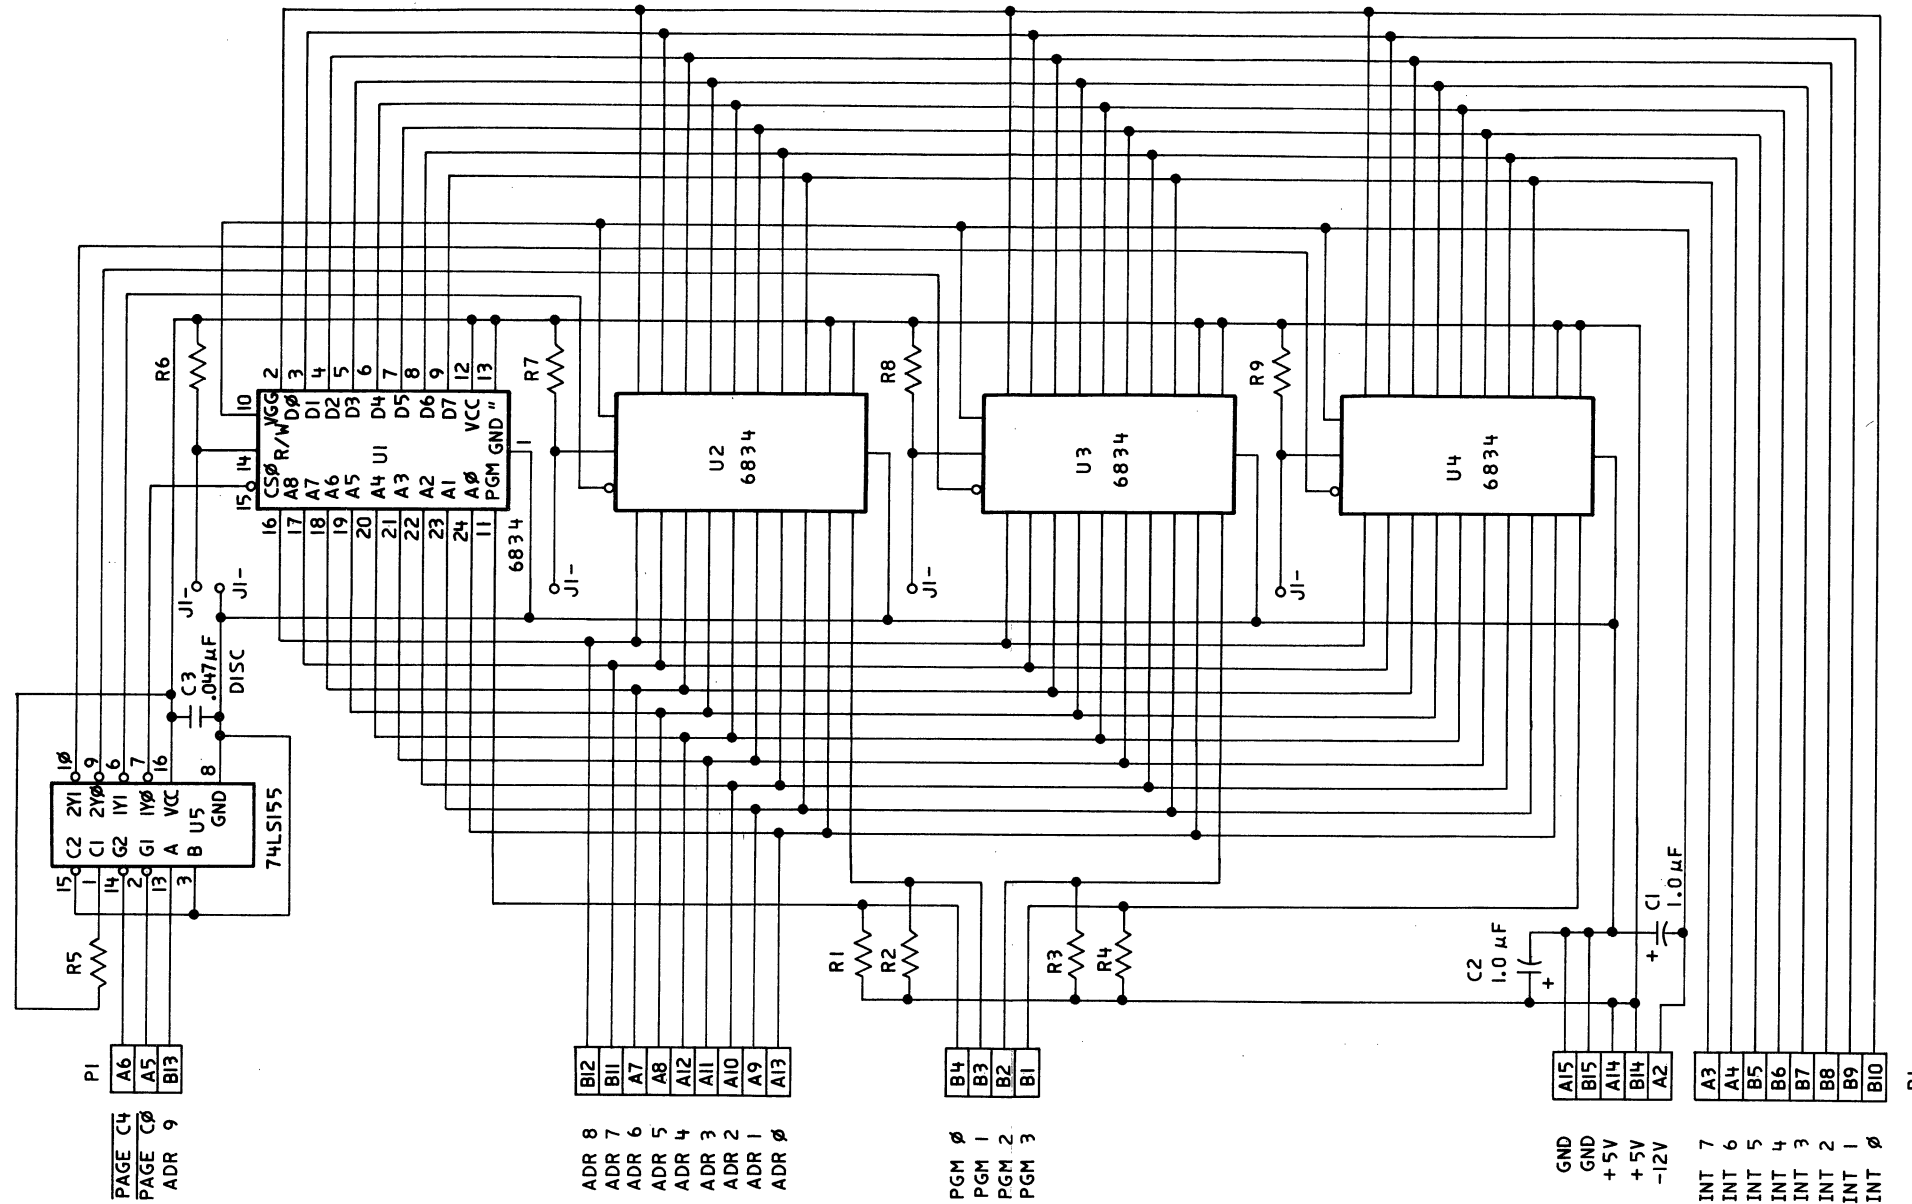 R6
R7
R8
R9
10
2
3
4
5
6
7
8
9
12
13
VGG
DØ
D1
D2
D3
D4
D5
D6
D7
VCC
GND "
1
R/W
U1
14
15
CSØ
A8
A7
A6
A5
A4
A3
A2
A1
AØ
PGM
16
17
18
19
20
21
22
23
24
11
6834
U2
6834
U3
6834
U4
6834
J1-
J1-
J1-
J1-
J1-
C3
.047µF
DISC
1Ø
9
6
7
16
8
2Y1
2YØ
1Y1
1YØ
VCC
GND
U5
C2
C1
G2
G1
A
B
15
1
14
2
13
3
74LS155
R5
R1
R2
R3
R4
C2
1.0 µF
+
C1
1.0 µF
+
P1
A6
A5
B13
PAGE C4
PAGE CØ
ADR 9
B12
B11
A7
A8
A12
A11
A10
A9
A13
ADR 8
ADR 7
ADR 6
ADR 5
ADR 4
ADR 3
ADR 2
ADR 1
ADR Ø
B4
B3
B2
B1
PGM Ø
PGM 1
PGM 2
PGM 3
A15
B15
A14
B14
A2
GND
GND
+5V
+5V
-12V
A3
A4
B5
B6
B7
B8
B9
B10
INT 7
INT 6
INT 5
INT 4
INT 3
INT 2
INT 1
INT Ø